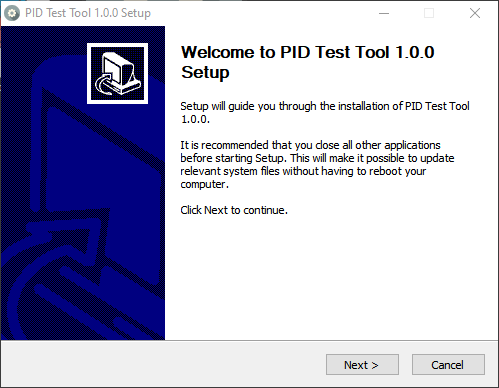 PID Test Tool 1.0.0 Setup
Welcome to PID Test Tool 1.0.0
Setup
Setup will guide you through the installation of PID Test Tool
1.0.0.
It is recommended that you close all other applications
before starting Setup. This will make it possible to update
relevant system files without having to reboot your
computer.
Click Next to continue.
Next >
Cancel